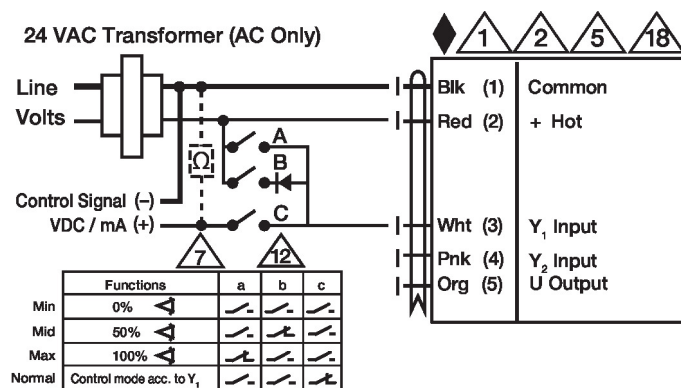 24 VAC Transformer (AC Only)
1 2 5 18
Line
Volts
Blk (1) Common
Red (2) + Hot
A
B
C
Ω
Control Signal (–)
VDC / mA (+)
Wht (3) Y1 Input
Pnk (4) Y2 Input
Org (5) U Output
7 12
Functions a b c
Min 0%
Mid 50%
Max 100%
Normal Control mode acc. to Y1